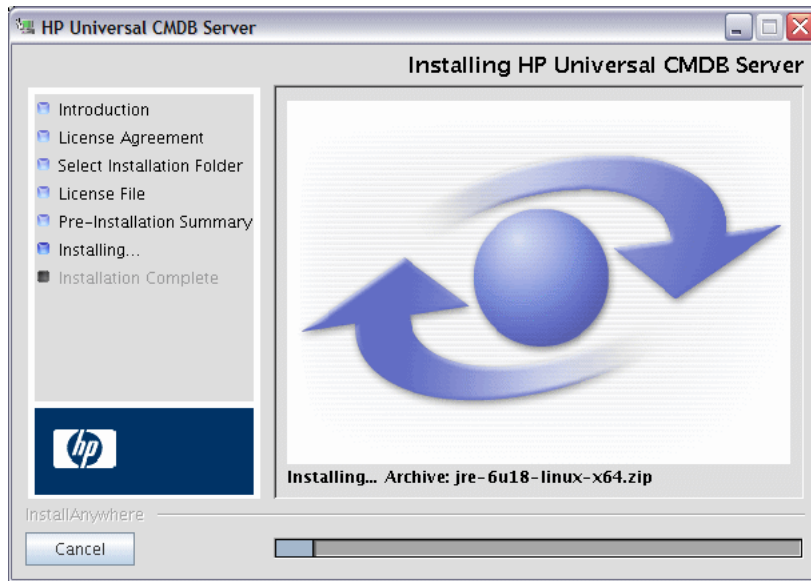 HP Universal CMDB Server
Installing HP Universal CMDB Server
Introduction
License Agreement
Select Installation Folder
License File
Pre-Installation Summary
Installing...
Installation Complete
hp
Installing... Archive: jre-6u18-linux-x64.zip
InstallAnywhere
Cancel